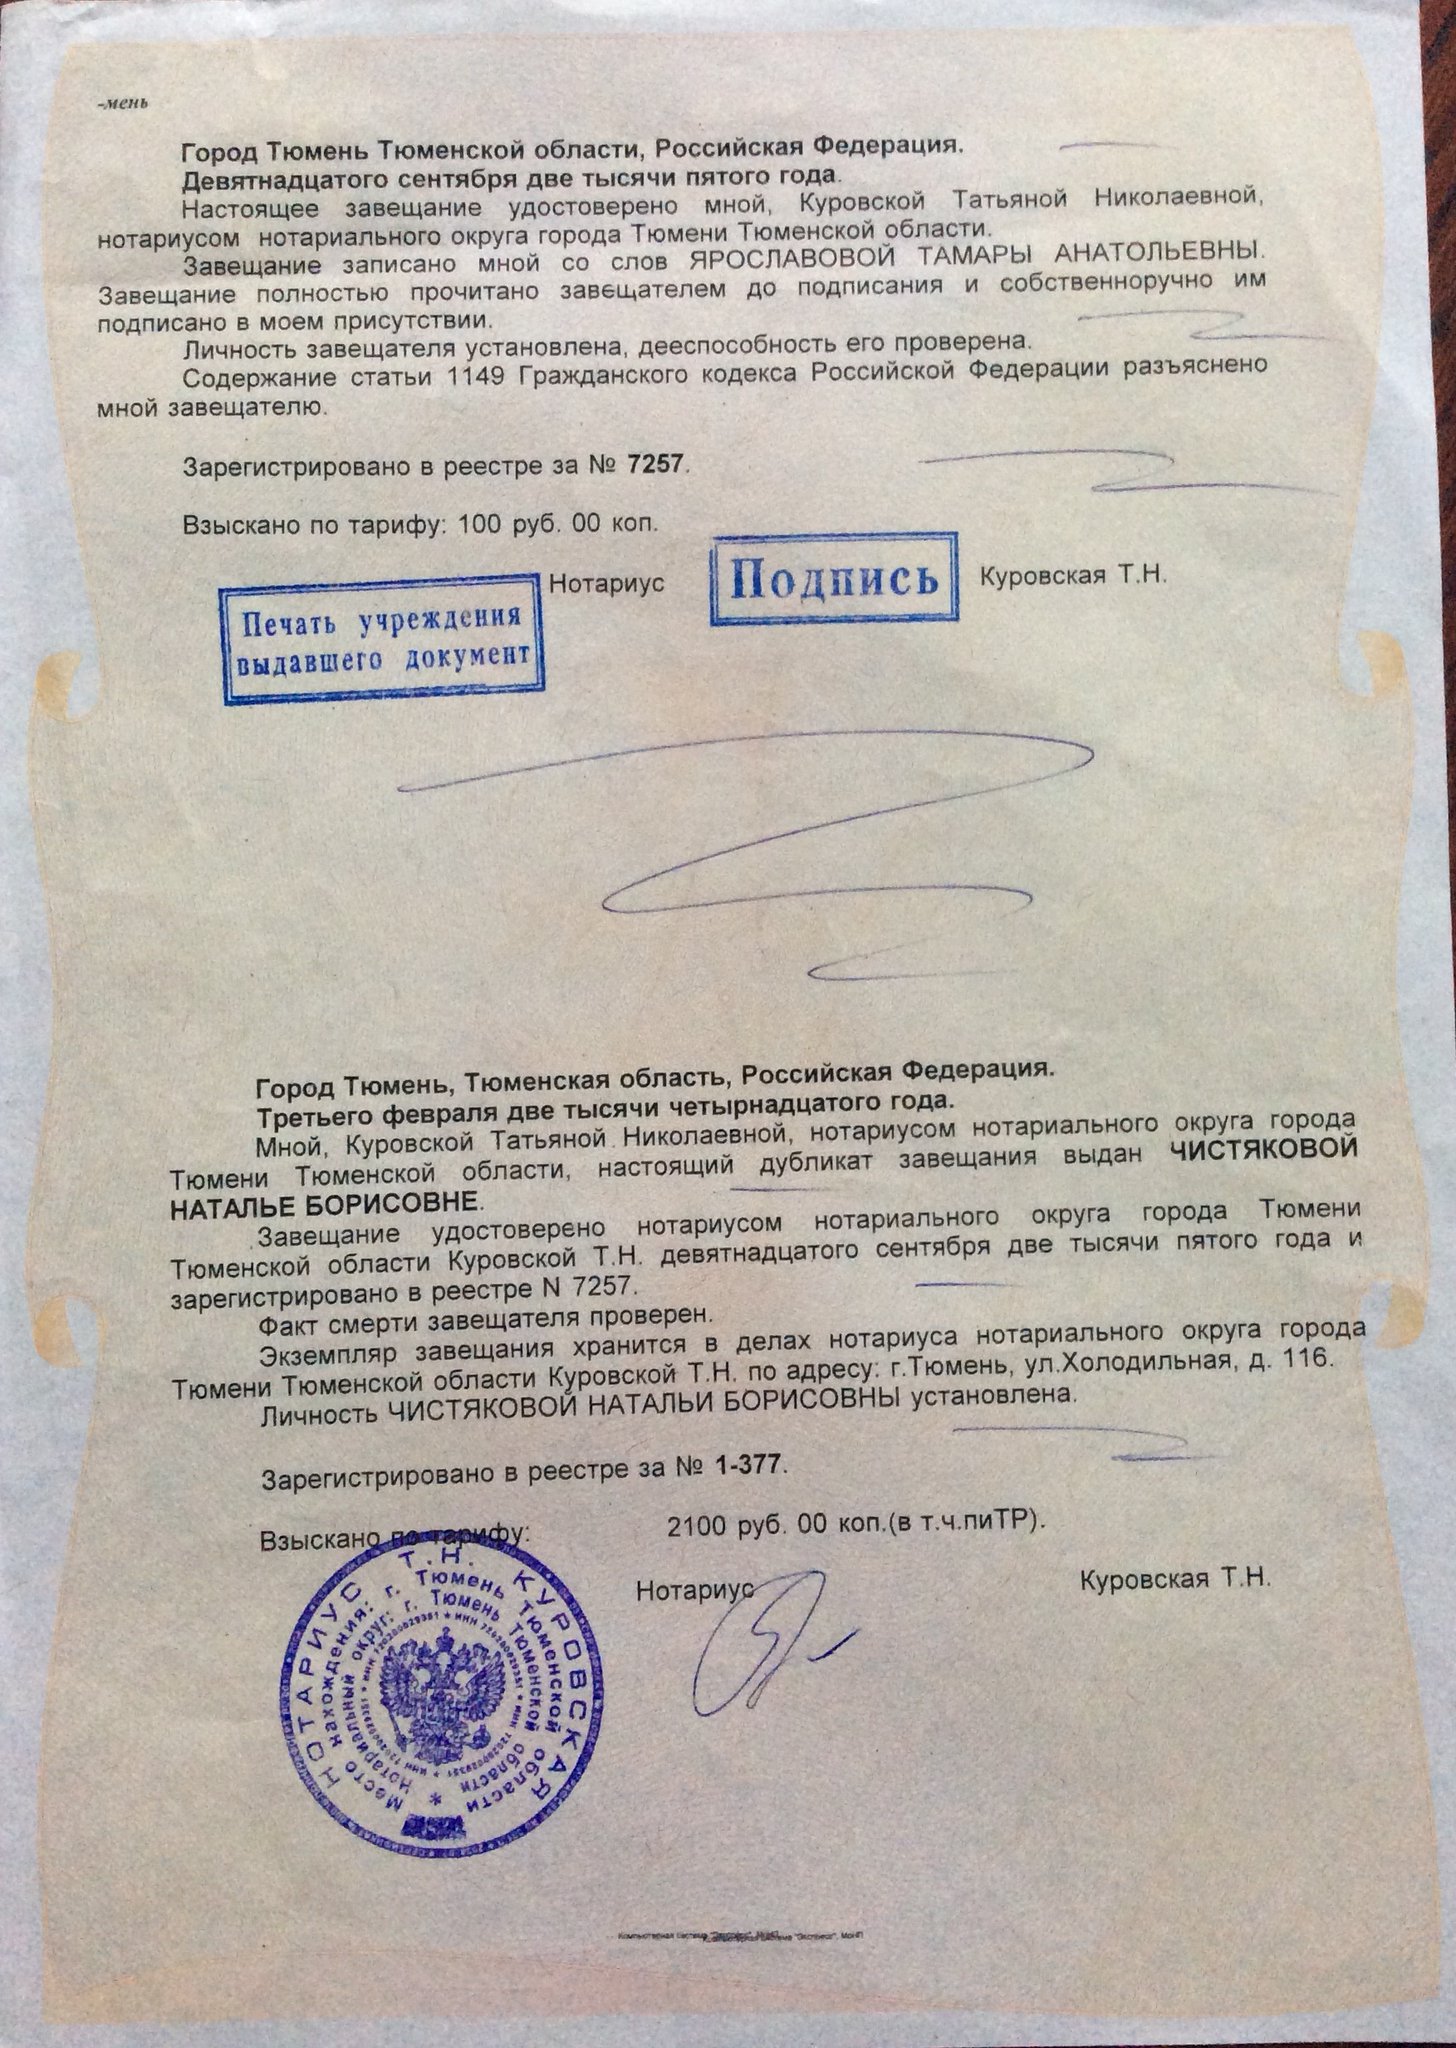 -мень
Город Тюмень Тюменской области, Российская Федерация.
Девятнадцатого сентября две тысячи пятого года.
Настоящее завещание удостоверено мной, Куровской Татьяной Николаевной,
нотариусом нотариального округа города Тюмени Тюменской области.
Завещание записано мной со слов ЯРОСЛАВОВОЙ ТАМАРЫ АНАТОЛЬЕВНЫ.
Завещание полностью прочитано завещателем до подписания и собственноручно им
подписано в моем присутствии.
Личность завещателя установлена, дееспособность его проверена.
Содержание статьи 1149 Гражданского кодекса Российской Федерации разъяснено
мной завещателю.
Зарегистрировано в реестре за № 7257.
Взыскано по тарифу: 100 руб. 00 коп.
Нотариус Подпись Куровская Т.Н.
Печать учреждения
выдавшего документ
Город Тюмень, Тюменская область, Российская Федерация.
Третьего февраля две тысячи четырнадцатого года.
Мной, Куровской Татьяной Николаевной, нотариусом нотариального округа города
Тюмени Тюменской области, настоящий дубликат завещания выдан ЧИСТЯКОВОЙ
НАТАЛЬЕ БОРИСОВНЕ.
Завещание удостоверено нотариусом нотариального округа города Тюмени
Тюменской области Куровской Т.Н. девятнадцатого сентября две тысячи пятого года и
зарегистрировано в реестре N 7257.
Факт смерти завещателя проверен.
Экземпляр завещания хранится в делах нотариуса нотариального округа города
Тюмени Тюменской области Куровской Т.Н. по адресу: г.Тюмень, ул.Холодильная, д. 116.
Личность ЧИСТЯКОВОЙ НАТАЛЬИ БОРИСОВНЫ установлена.
Зарегистрировано в реестре за № 1-377.
Взыскано по тарифу: 2100 руб. 00 коп.(в т.ч.пиТР).
Нотариус Куровская Т.Н.
НОТАРИУС Т.Н. КУРОВСКАЯ
Место нахождения: г. Тюмень Тюменской области
Нотариальный округ: г. Тюмень Тюменской области
Компьютерная система